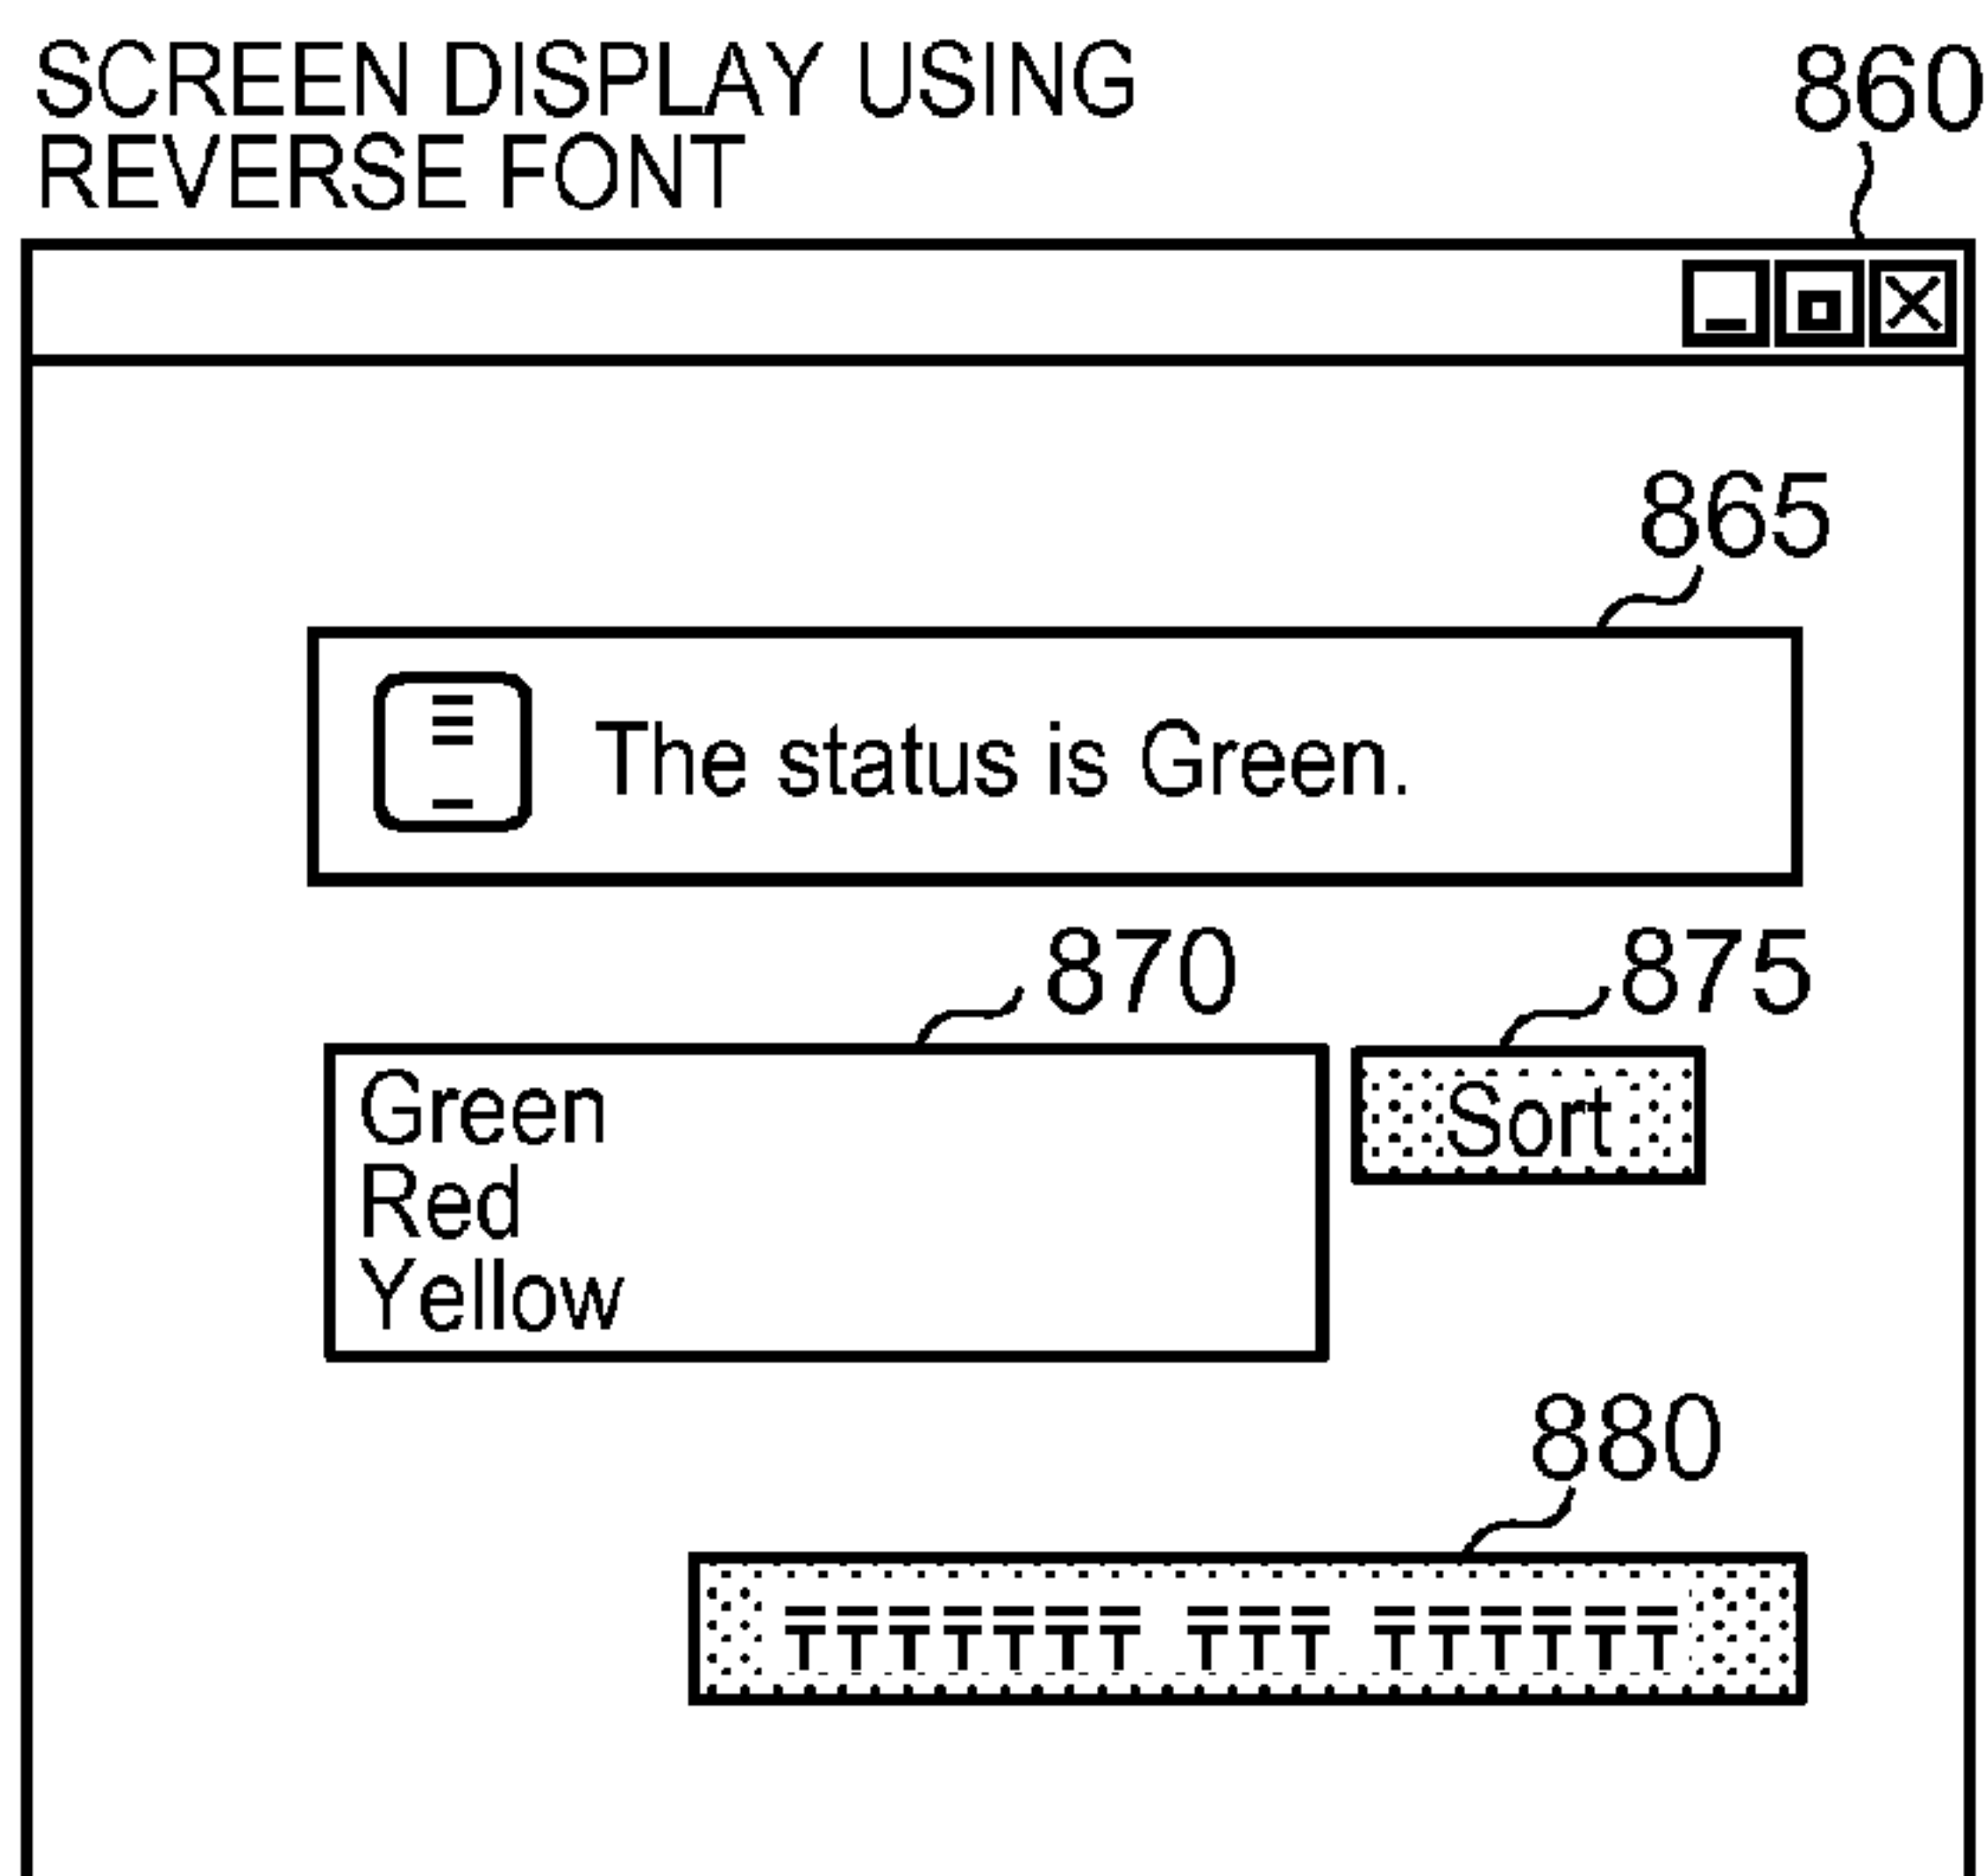 SCREEN DISPLAY USING
REVERSE FONT
860
865
The status is Green.
870
875
Green
Red
Yellow
Sort
880